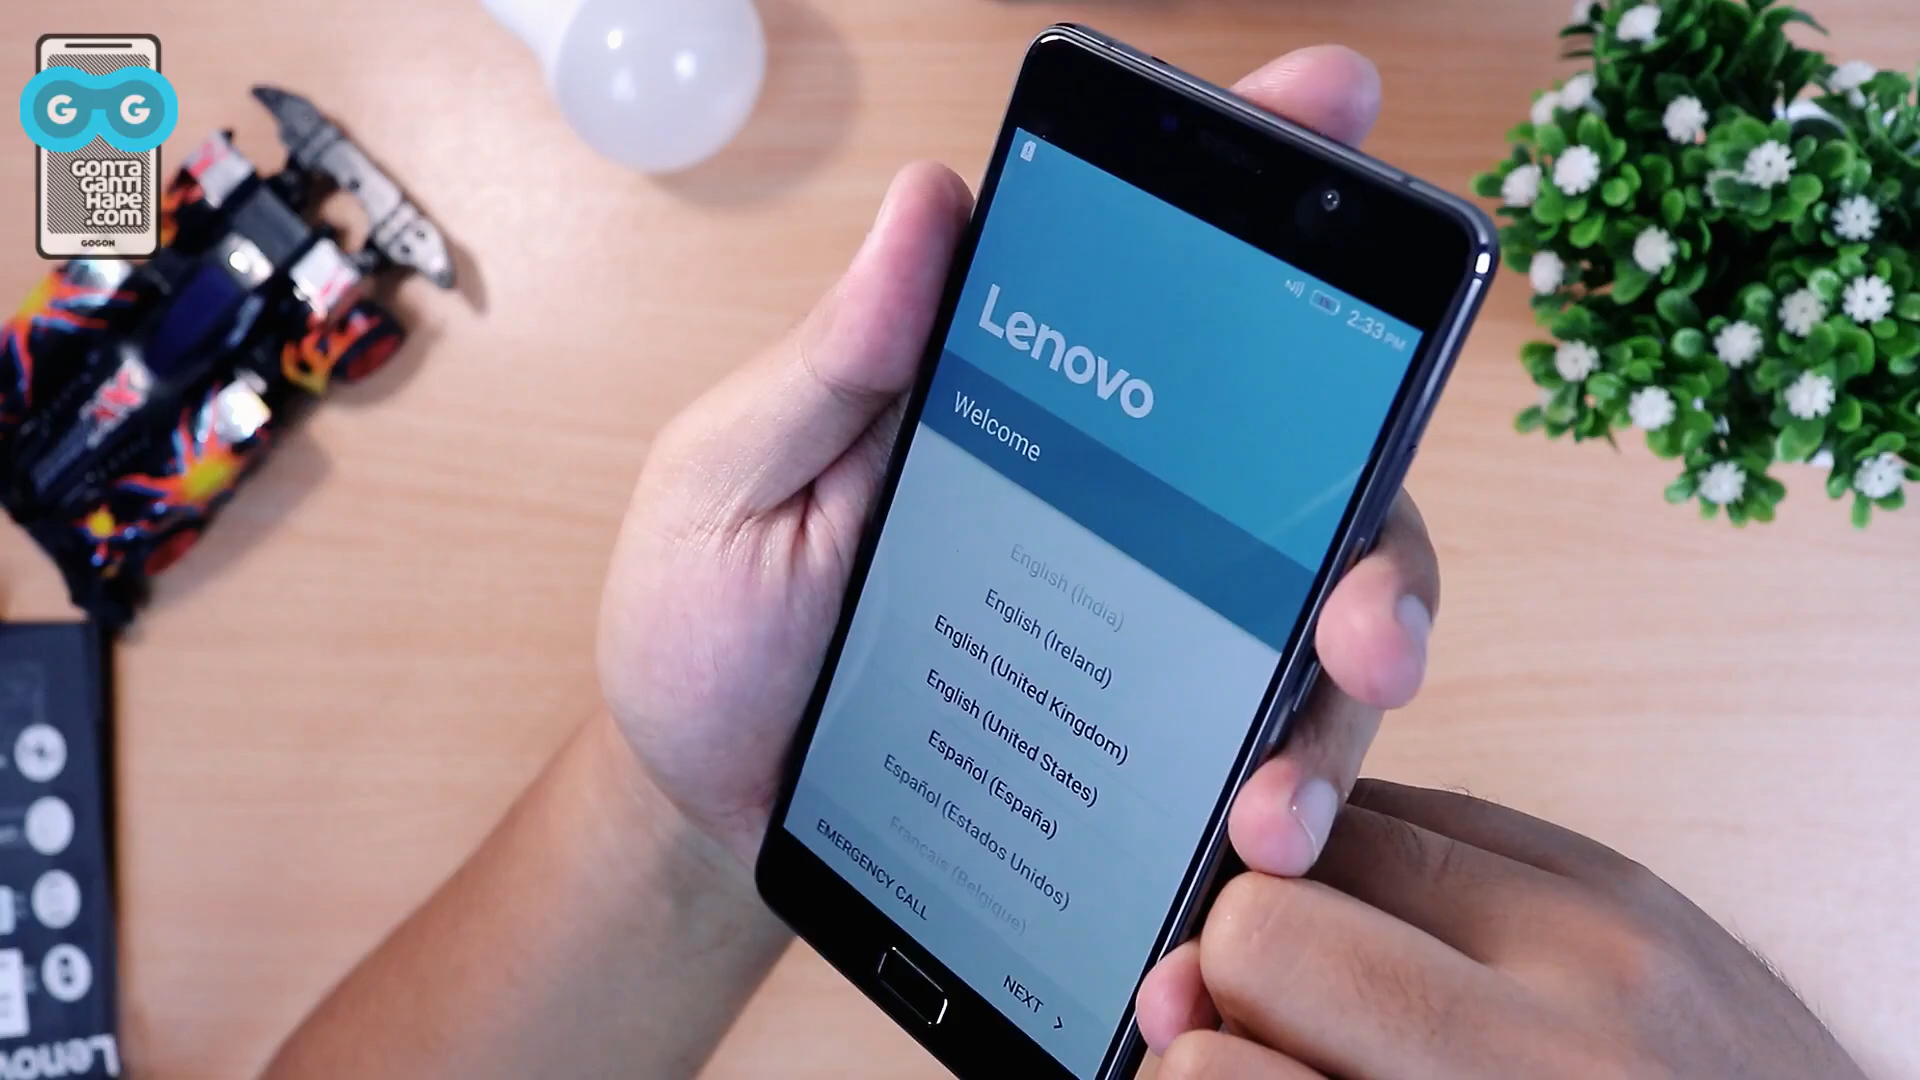 G G
GONTA
GANTI
HAPE
.COM
GOGON
2:33 PM
Lenovo
Welcome
English (India)
English (Ireland)
English (United Kingdom)
English (United States)
Español (España)
Español (Estados Unidos)
Français (Belgique)
EMERGENCY CALL
NEXT >
Lenovo